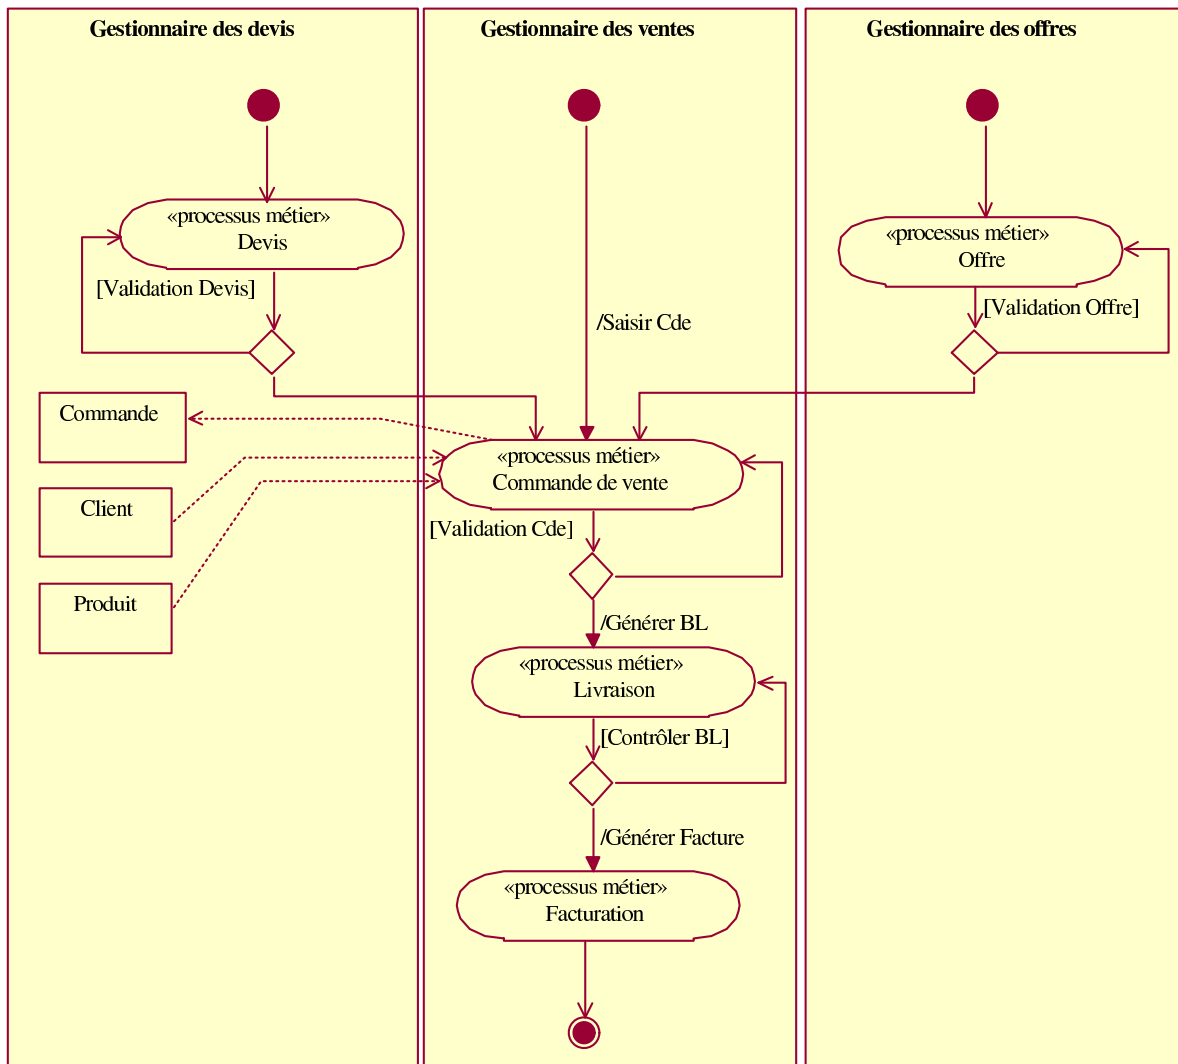 Gestionnaire des devis
Gestionnaire des ventes
Gestionnaire des offres
«processus métier»
Devis
[Validation Devis]
«processus métier»
Offre
[Validation Offre]
/Saisir Cde
Commande
Client
Produit
«processus métier»
Commande de vente
[Validation Cde]
/Générer BL
«processus métier»
Livraison
[Contrôler BL]
/Générer Facture
«processus métier»
Facturation